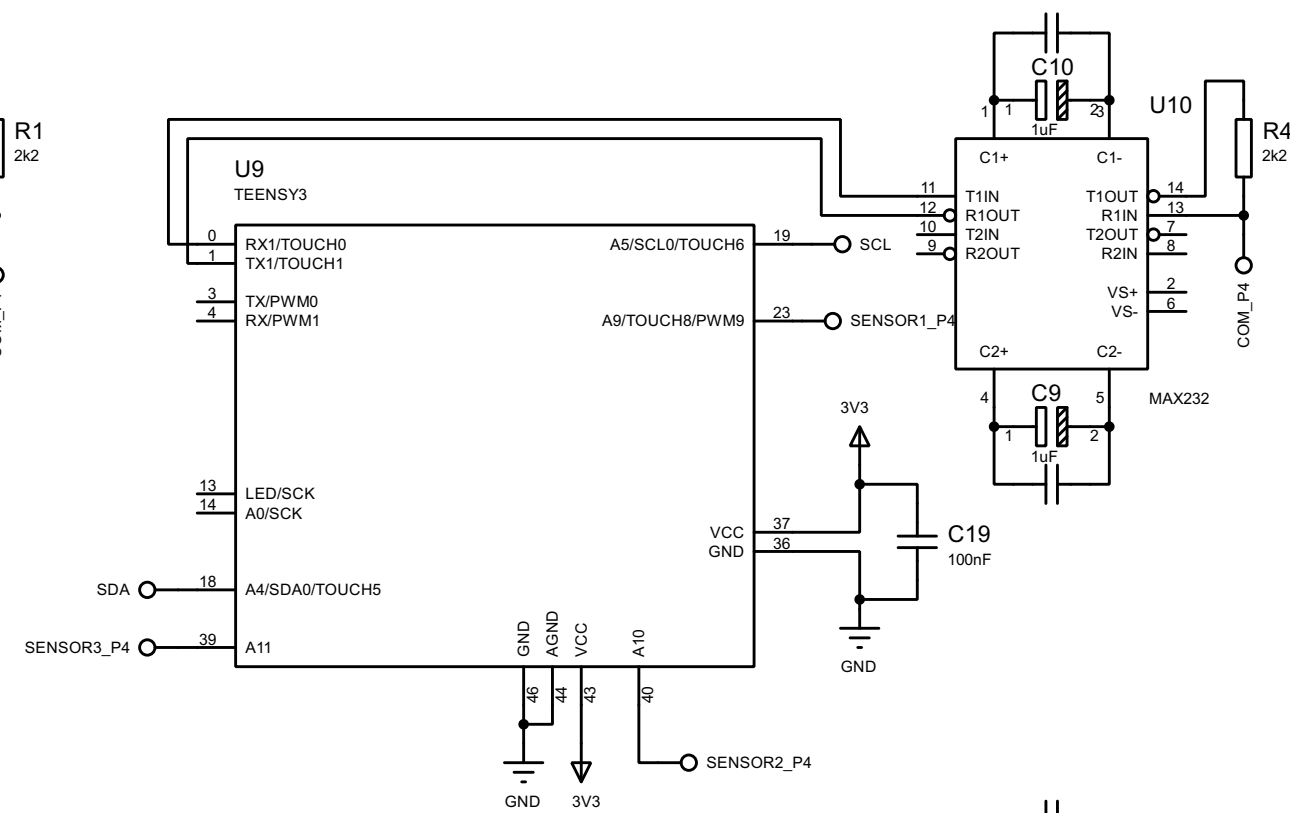 C10
1
1
2
3
1uF
U10
R1
2k2
R4
2k2
U9
TEENSY3
C1+
C1-
11
T1IN
T1OUT
14
12
R1OUT
R1IN
13
10
T2IN
T2OUT
7
9
R2OUT
R2IN
8
VS+
2
VS-
6
C2+
C2-
COM_P4
0
RX1/TOUCH0
1
TX1/TOUCH1
3
TX/PWM0
4
RX/PWM1
A5/SCL0/TOUCH6
19
SCL
A9/TOUCH8/PWM9
23
SENSOR1_P4
4
C9
5
MAX232
1
2
1uF
3V3
13
LED/SCK
14
A0/SCK
VCC
37
GND
36
C19
100nF
SDA
18
A4/SDA0/TOUCH5
SENSOR3_P4
39
A11
GND
AGND
VCC
A10
46
44
43
40
GND
SENSOR2_P4
GND
3V3